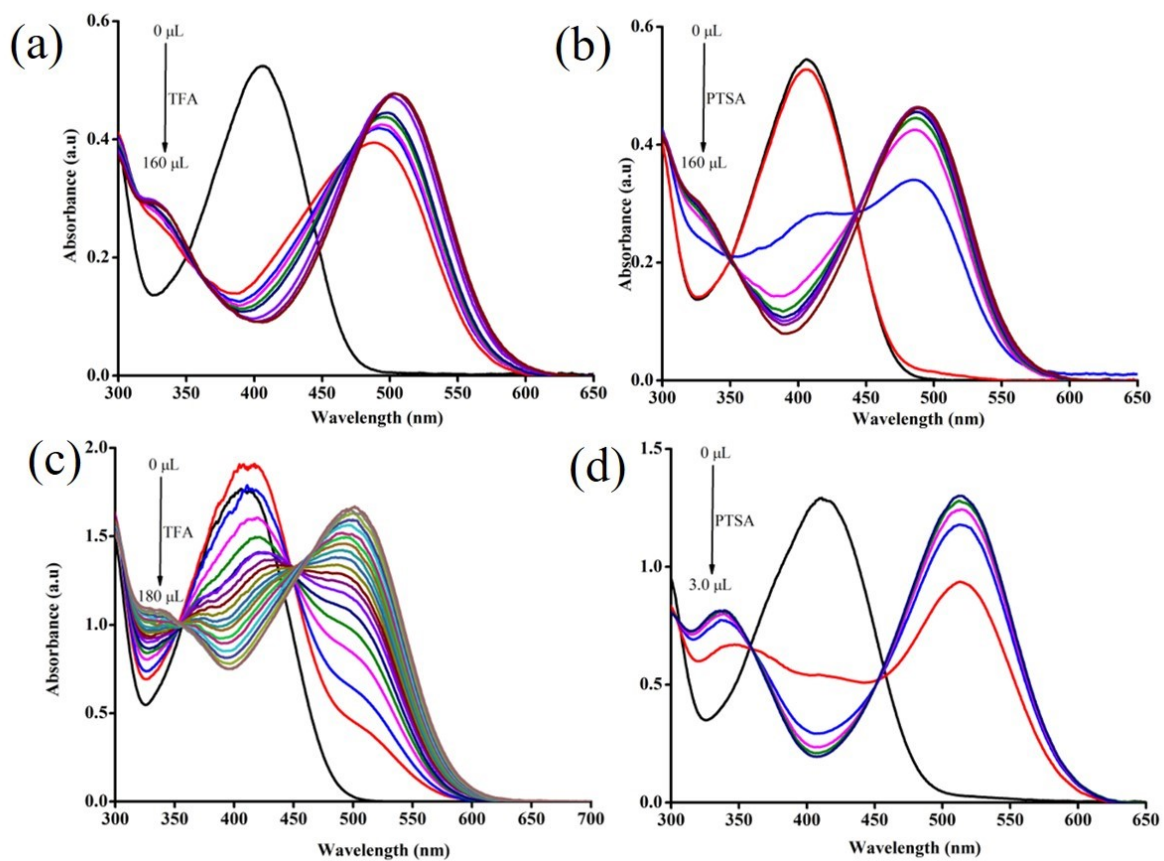 (a)
0.6
0.4
0.2
0.0
Absorbance (a.u)
0 μL
TFA
160 μL
300 350 400 450 500 550 600 650
Wavelength (nm)
(b)
0.6
0.4
0.2
0.0
Absorbance (a.u)
0 μL
PTSA
160 μL
300 350 400 450 500 550 600 650
Wavelength (nm)
(c)
2.0
1.5
1.0
0.5
0.0
Absorbance (a.u)
0 μL
TFA
180 μL
300 350 400 450 500 550 600 650 700
Wavelength (nm)
(d)
1.5
1.0
0.5
0.0
Absorbance (a.u)
0 μL
PTSA
3.0 μL
300 350 400 450 500 550 600 650
Wavelength (nm)